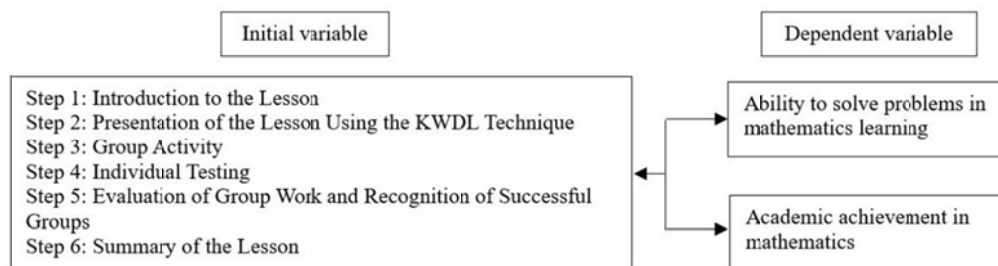 Initial variable
Dependent variable
Step 1: Introduction to the Lesson
Step 2: Presentation of the Lesson Using the KWDL Technique
Step 3: Group Activity
Step 4: Individual Testing
Step 5: Evaluation of Group Work and Recognition of Successful
Groups
Step 6: Summary of the Lesson
Ability to solve problems in
mathematics learning
Academic achievement in
mathematics